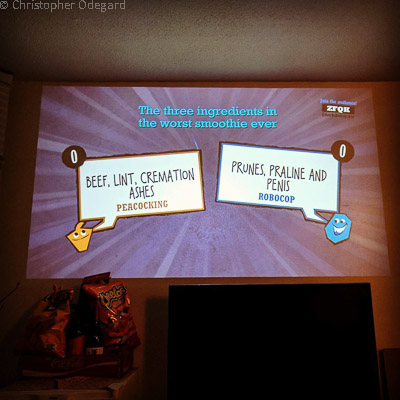 © Christopher Odegard
The three ingredients in
the worst smoothie ever
Join the audience!
ZFQK
0
BEEF, LINT, CREMATION
ASHES
PEACOCKING
0
PRUNES, PRALINE AND
PENIS
ROBOCOP